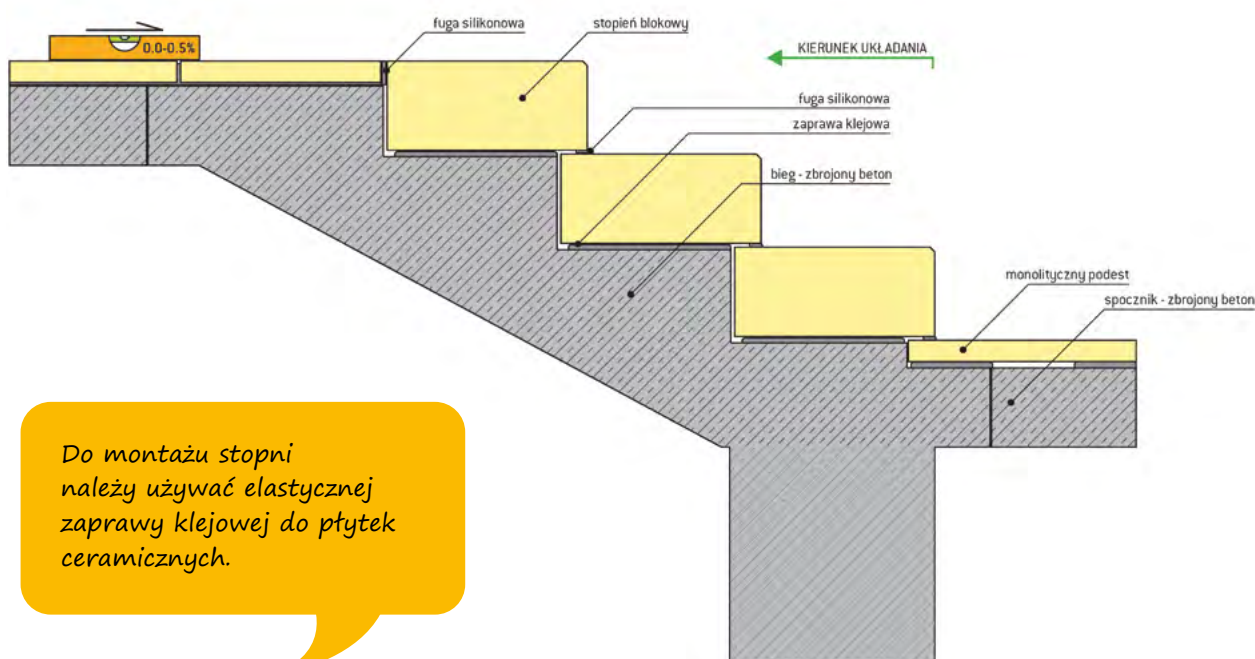 fuga silikonowa
stopień blokowy
0.0-0.5%
KIERUNEK UKŁADANIA
fuga silikonowa
zaprawa klejowa
bieg - zbrojony beton
monolityczny podest
spocznik - zbrojony beton
Do montażu stopni
należy używać elastycznej
zaprawy klejowej do płytek
ceramicznych.